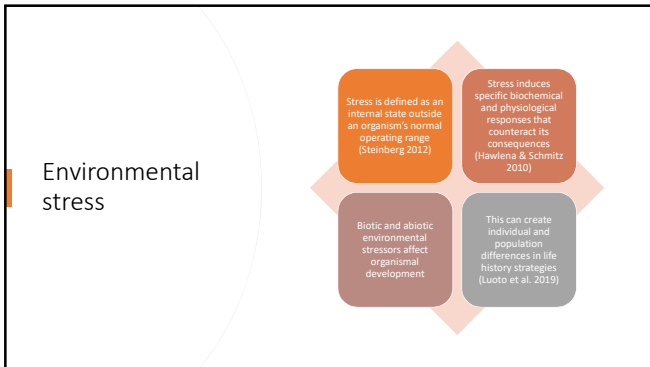 Environmental
stress
Stress is defined as an
internal state outside
an organism's normal
operating range
(Steinberg 2012)
Stress induces
specific biochemical
and physiological
responses that
counteract its
consequences
(Hawlena & Schmitz
2010)
Biotic and abiotic
environmental
stressors affect
organismal
development
This can create
individual and
population
differences in life
history strategies
(Luoto et al. 2019)